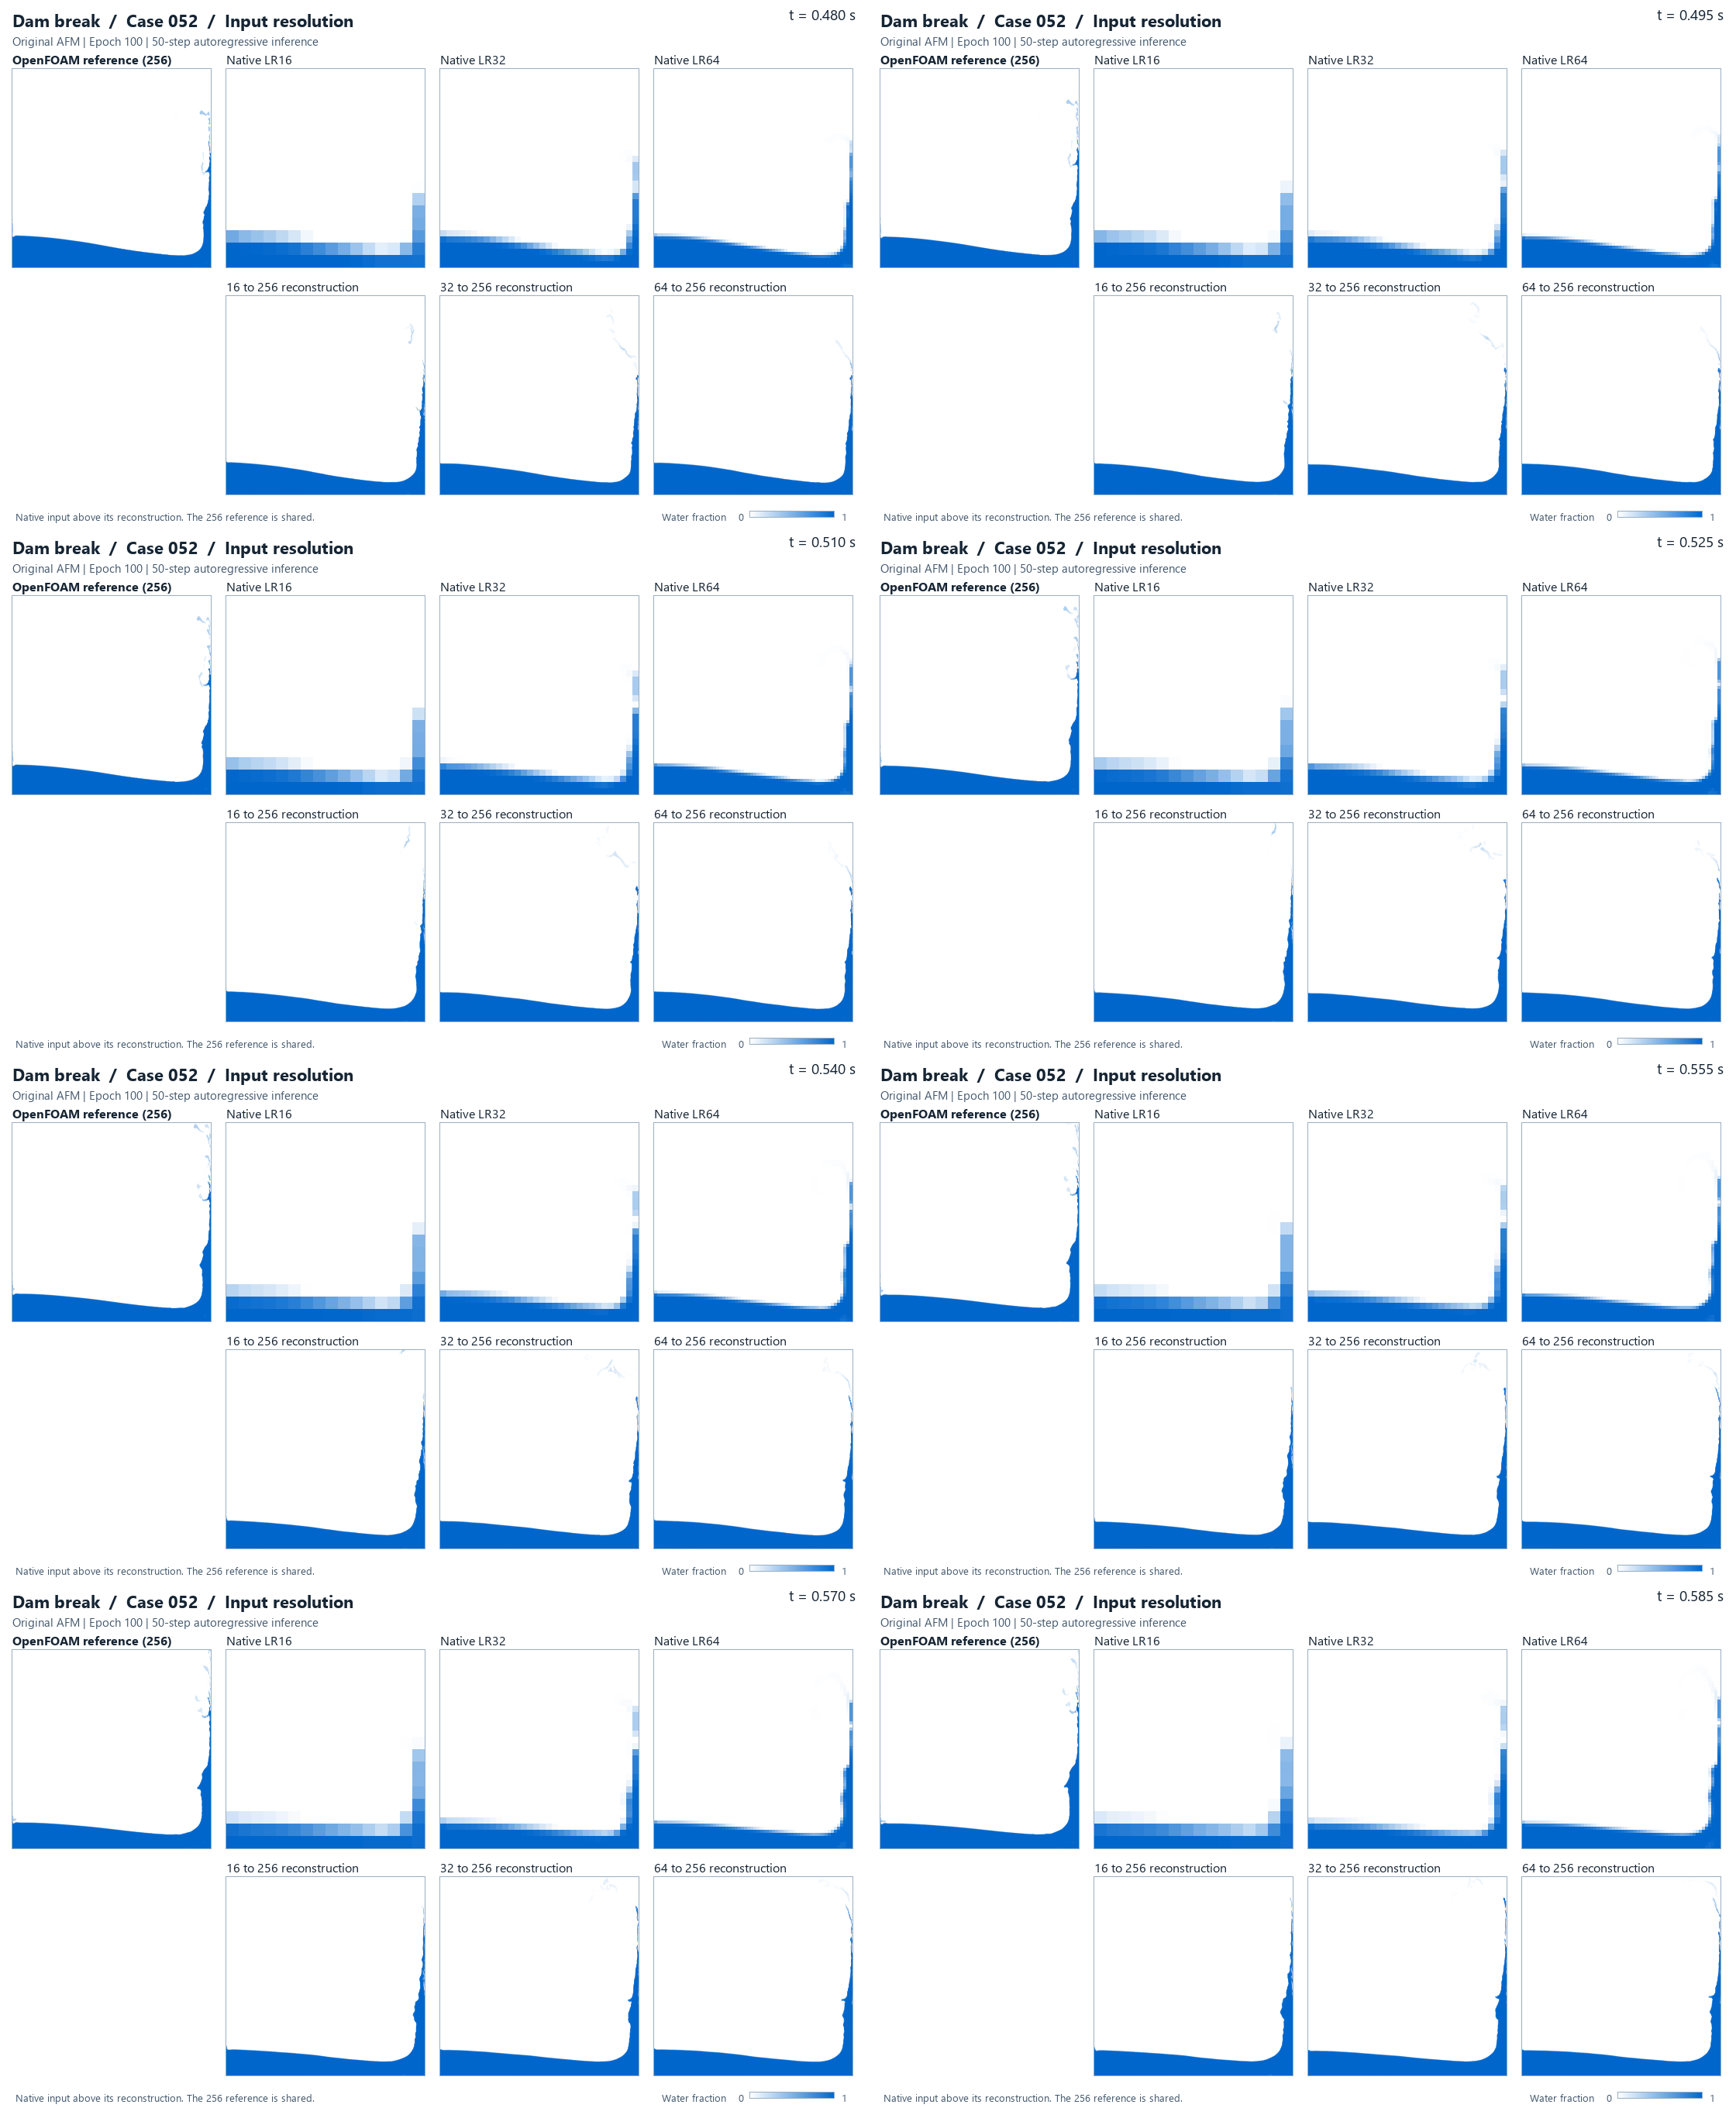 Dam break / Case 052 / Input resolution
t = 0.480 s
Original AFM | Epoch 100 | 50-step autoregressive inference
OpenFOAM reference (256)
Native LR16
Native LR32
Native LR64
16 to 256 reconstruction
32 to 256 reconstruction
64 to 256 reconstruction
Native input above its reconstruction. The 256 reference is shared.
Water fraction 0 1
Dam break / Case 052 / Input resolution
t = 0.495 s
Original AFM | Epoch 100 | 50-step autoregressive inference
OpenFOAM reference (256)
Native LR16
Native LR32
Native LR64
16 to 256 reconstruction
32 to 256 reconstruction
64 to 256 reconstruction
Native input above its reconstruction. The 256 reference is shared.
Water fraction 0 1
Dam break / Case 052 / Input resolution
t = 0.510 s
Original AFM | Epoch 100 | 50-step autoregressive inference
OpenFOAM reference (256)
Native LR16
Native LR32
Native LR64
16 to 256 reconstruction
32 to 256 reconstruction
64 to 256 reconstruction
Native input above its reconstruction. The 256 reference is shared.
Water fraction 0 1
Dam break / Case 052 / Input resolution
t = 0.525 s
Original AFM | Epoch 100 | 50-step autoregressive inference
OpenFOAM reference (256)
Native LR16
Native LR32
Native LR64
16 to 256 reconstruction
32 to 256 reconstruction
64 to 256 reconstruction
Native input above its reconstruction. The 256 reference is shared.
Water fraction 0 1
Dam break / Case 052 / Input resolution
t = 0.540 s
Original AFM | Epoch 100 | 50-step autoregressive inference
OpenFOAM reference (256)
Native LR16
Native LR32
Native LR64
16 to 256 reconstruction
32 to 256 reconstruction
64 to 256 reconstruction
Native input above its reconstruction. The 256 reference is shared.
Water fraction 0 1
Dam break / Case 052 / Input resolution
t = 0.555 s
Original AFM | Epoch 100 | 50-step autoregressive inference
OpenFOAM reference (256)
Native LR16
Native LR32
Native LR64
16 to 256 reconstruction
32 to 256 reconstruction
64 to 256 reconstruction
Native input above its reconstruction. The 256 reference is shared.
Water fraction 0 1
Dam break / Case 052 / Input resolution
t = 0.570 s
Original AFM | Epoch 100 | 50-step autoregressive inference
OpenFOAM reference (256)
Native LR16
Native LR32
Native LR64
16 to 256 reconstruction
32 to 256 reconstruction
64 to 256 reconstruction
Native input above its reconstruction. The 256 reference is shared.
Water fraction 0 1
Dam break / Case 052 / Input resolution
t = 0.585 s
Original AFM | Epoch 100 | 50-step autoregressive inference
OpenFOAM reference (256)
Native LR16
Native LR32
Native LR64
16 to 256 reconstruction
32 to 256 reconstruction
64 to 256 reconstruction
Native input above its reconstruction. The 256 reference is shared.
Water fraction 0 1